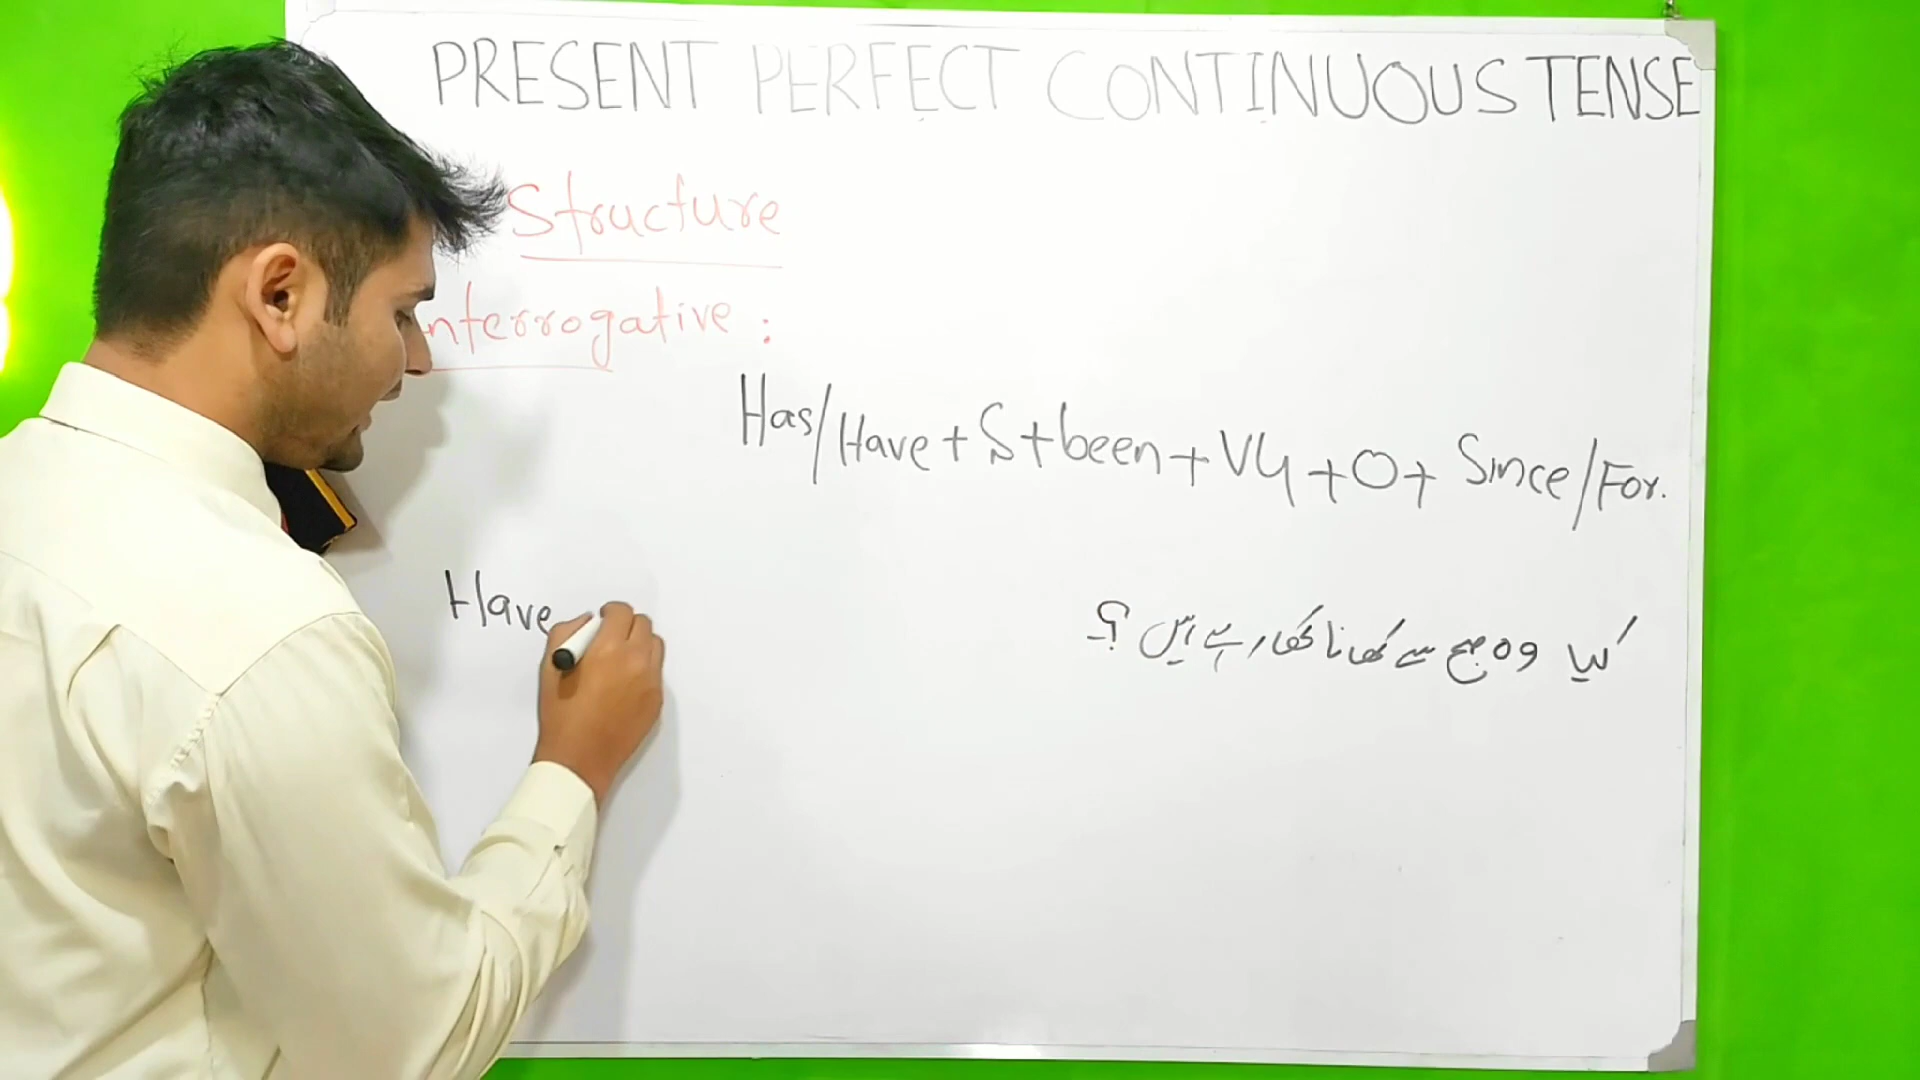 PRESENT PERFECT CONTINUOUS TENSE
Structure
nterrogative :
Has/Have + S + been + V4 + O + Since/For.
کیا وہ صبح سے کھانا کھا رہے ہیں ؟
Have